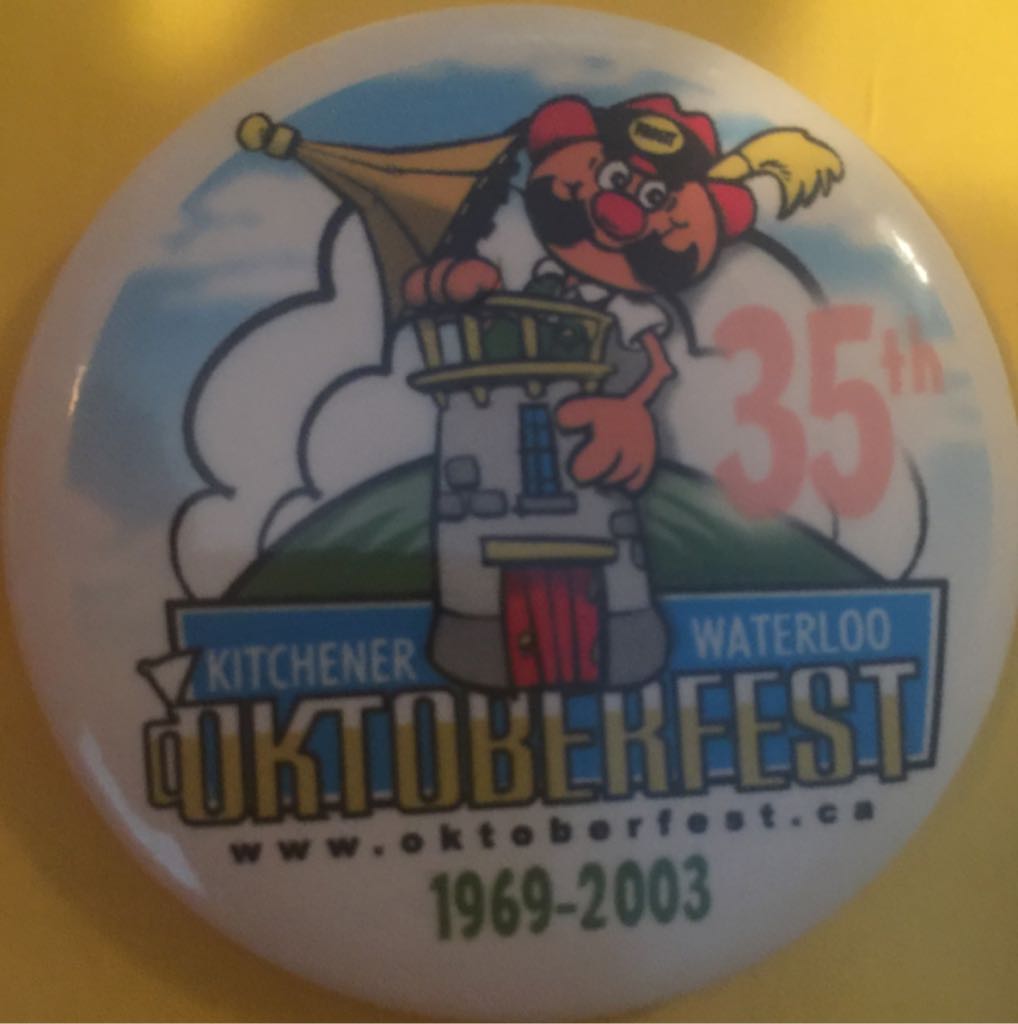 35th
KITCHENER WATERLOO
OKTOBERFEST
www.oktoberfest.ca
1969-2003